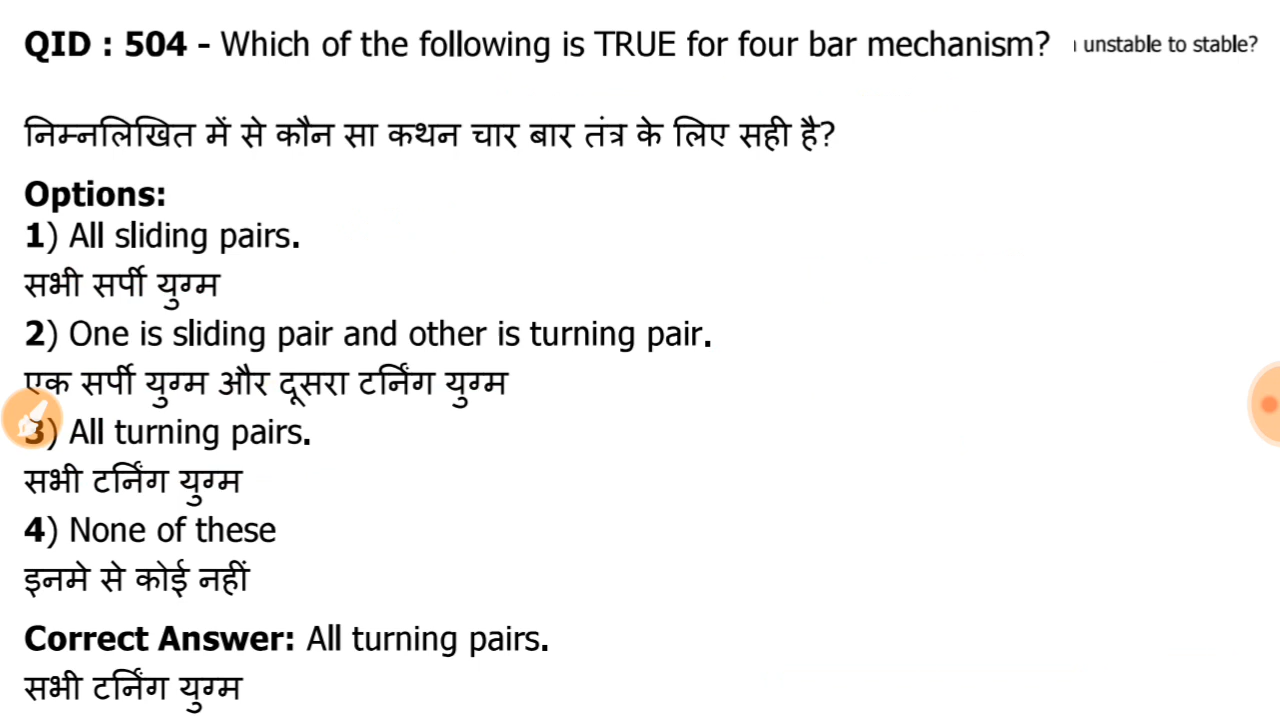 QID : 504 - Which of the following is TRUE for four bar mechanism? unstable to stable?
निम्नलिखित में से कौन सा कथन चार बार तंत्र के लिए सही है?
Options:
1) All sliding pairs.
सभी सर्पी युग्म
2) One is sliding pair and other is turning pair.
एक सर्पी युग्म और दूसरा टर्निंग युग्म
3) All turning pairs.
सभी टर्निंग युग्म
4) None of these
इनमे से कोई नहीं
Correct Answer: All turning pairs.
सभी टर्निंग युग्म